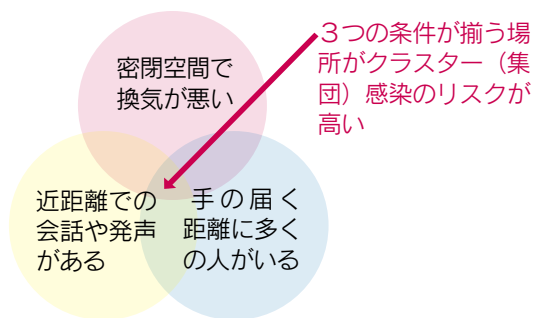 密閉空間で
換気が悪い
3つの条件が揃う場
所がクラスター（集
団）感染のリスクが
高い
近距離での
会話や発声
がある
手の届く
距離に多く
の人がいる